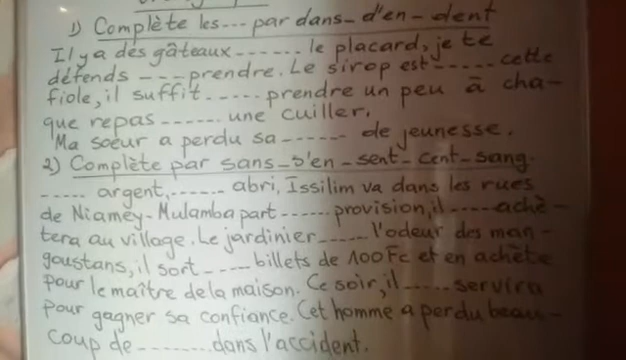 1) Complète les --- par dans - d'en - dent
Il y a des gâteaux ------ le placard, je te
défends --- prendre. Le sirop est ----- cette
fiole, il suffit ----- prendre un peu à cha-
que repas ------ une cuiller.
Ma sœur a perdu sa ------ de jeunesse.
2) Complète par sans - s'en - sent - cent - sang.
----- argent, ------ abri, Issilim va dans les rues
de Niamey - Mulamba part ------ provision, il ---- achè-
tera au village. Le jardinier ----- l'odeur des man-
goustans, il sort ----- billets de 100 Fc et en achète
pour le maître de la maison. Ce soir, il ----- servira
pour gagner sa confiance. Cet homme a perdu beau-
coup de -------- dans l'accident.